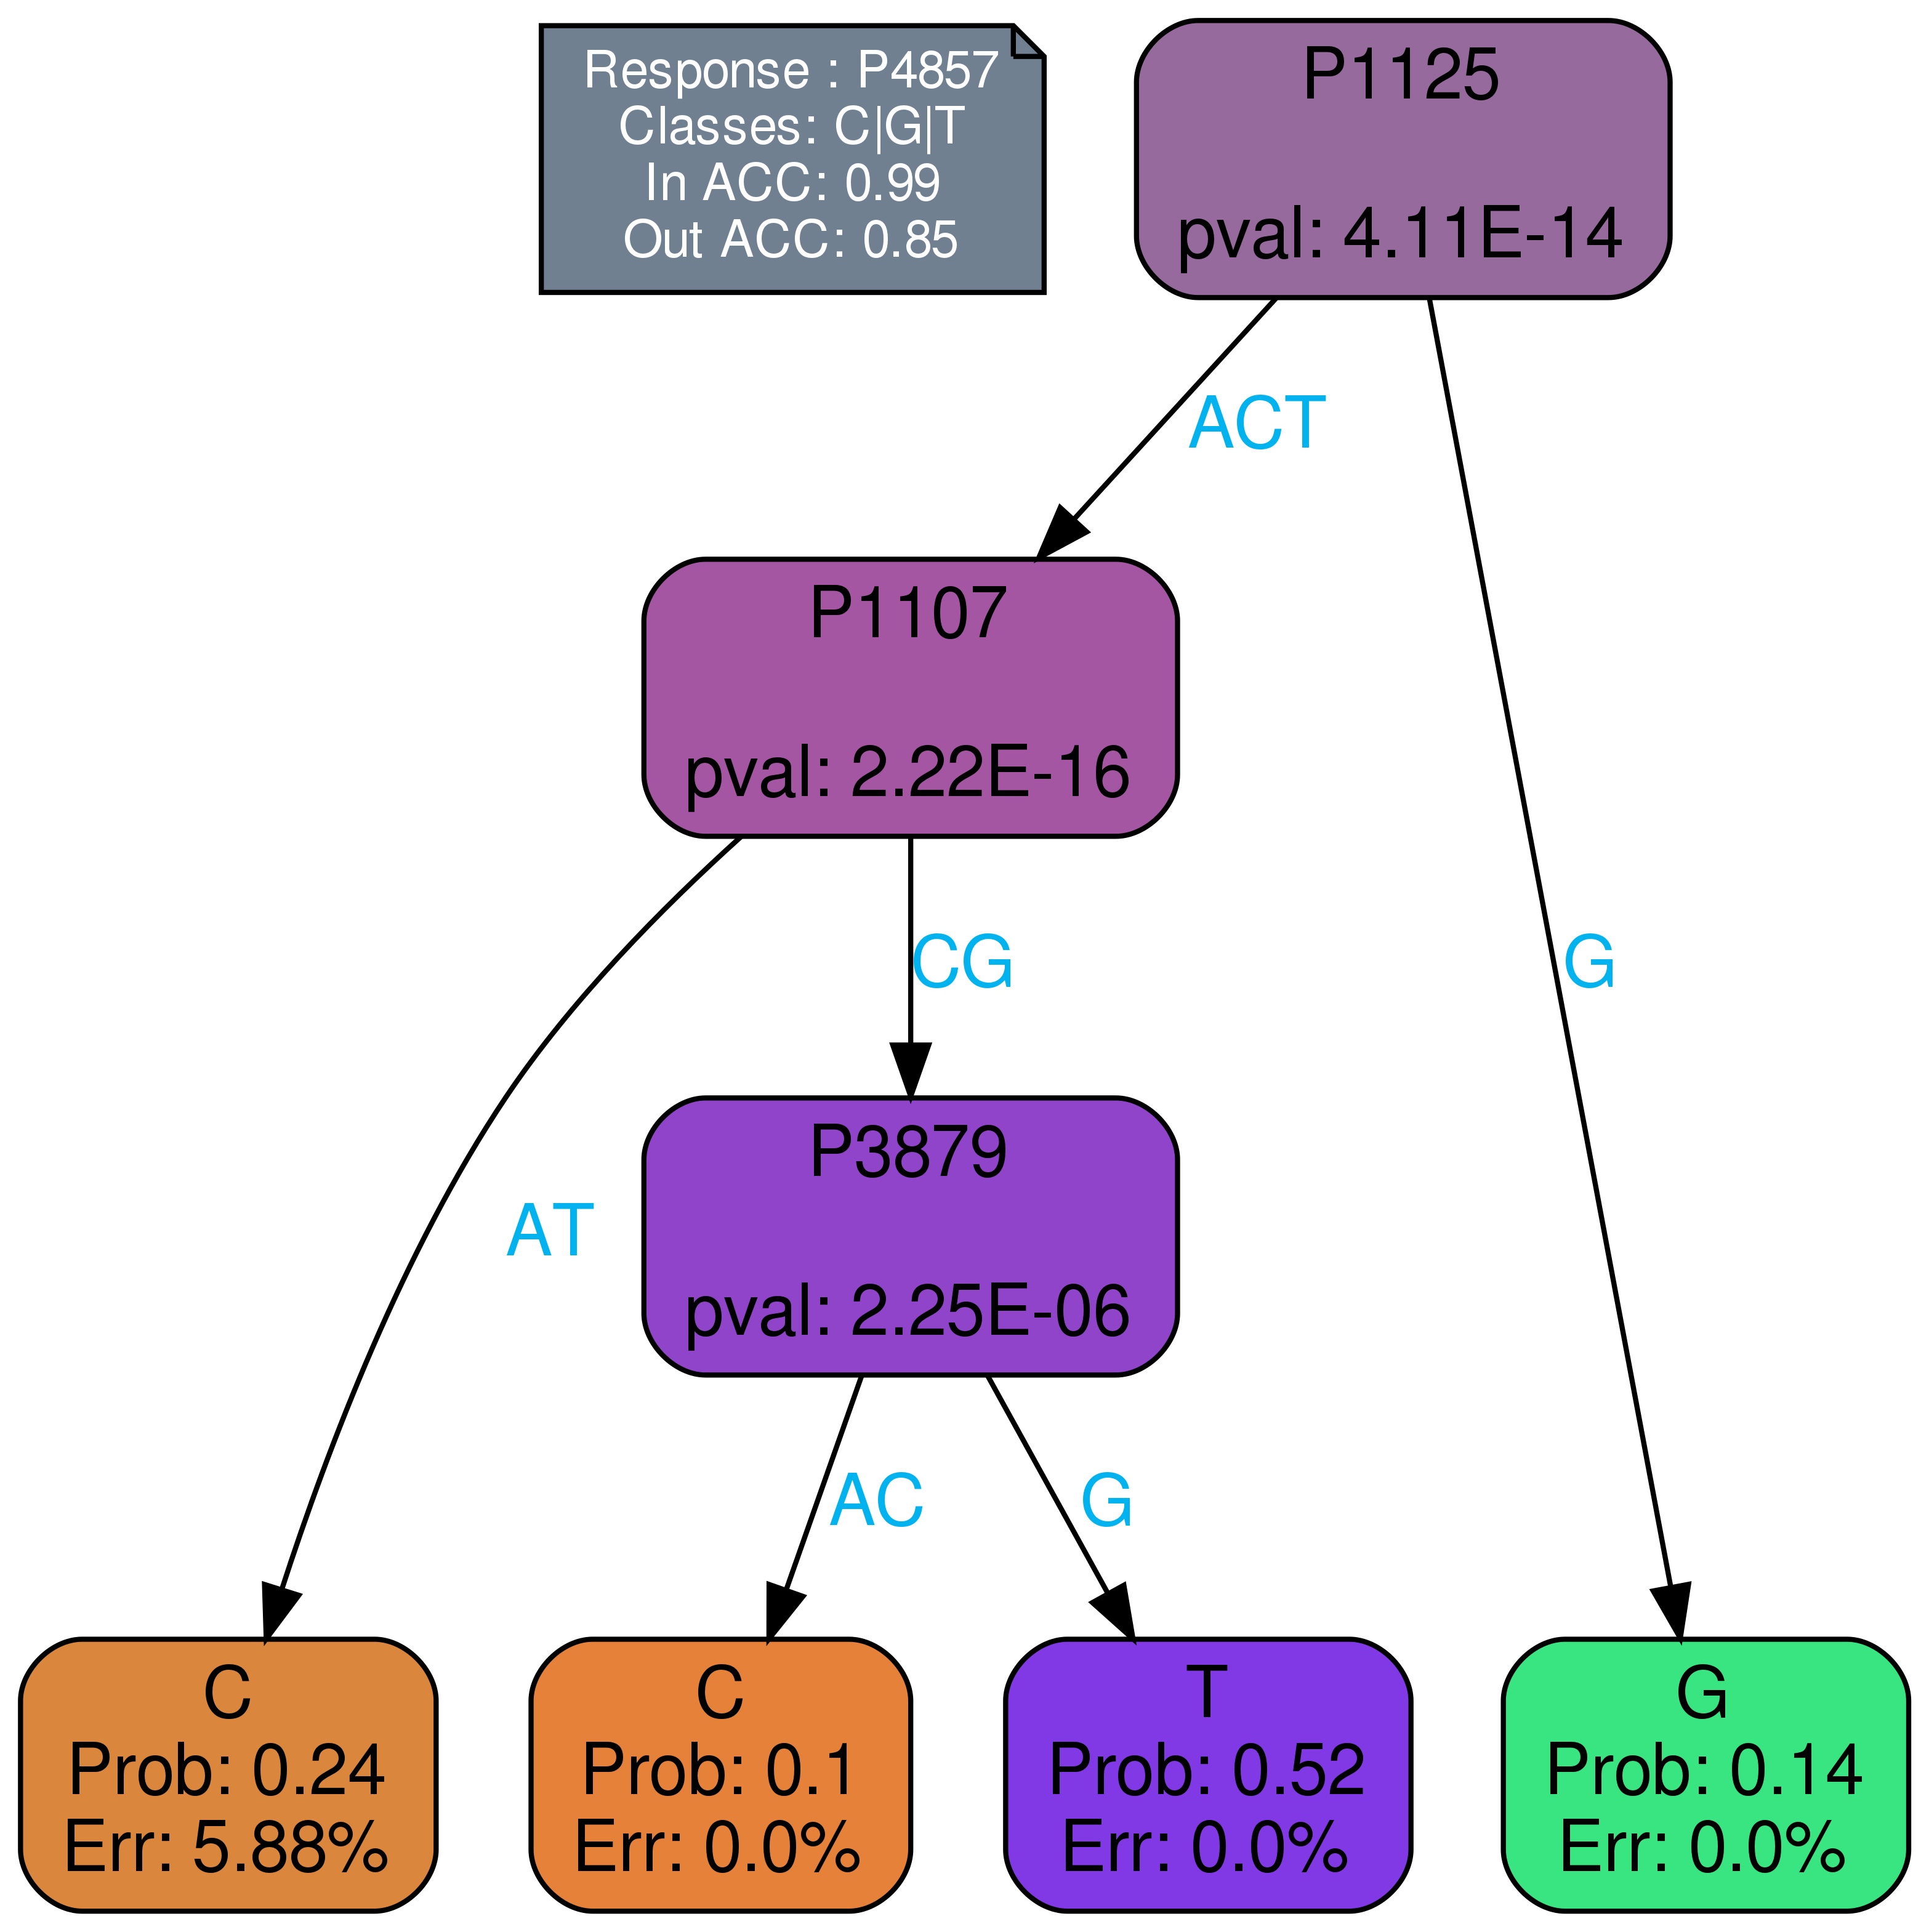 Response : P4857
Classes: C|G|T
In ACC: 0.99
Out ACC: 0.85
P1125
pval: 4.11E-14
ACT
P1107
pval: 2.22E-16
CG
G
P3879
pval: 2.25E-06
AT
AC
G
C
Prob: 0.24
Err: 5.88%
C
Prob: 0.1
Err: 0.0%
T
Prob: 0.52
Err: 0.0%
G
Prob: 0.14
Err: 0.0%